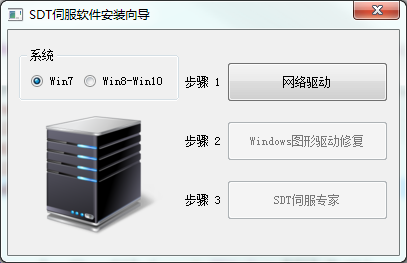 SDT伺服软件安装向导
系统
Win7 Win8-Win10
步骤 1 网络驱动
步骤 2 Windows图形驱动修复
步骤 3 SDT伺服专家